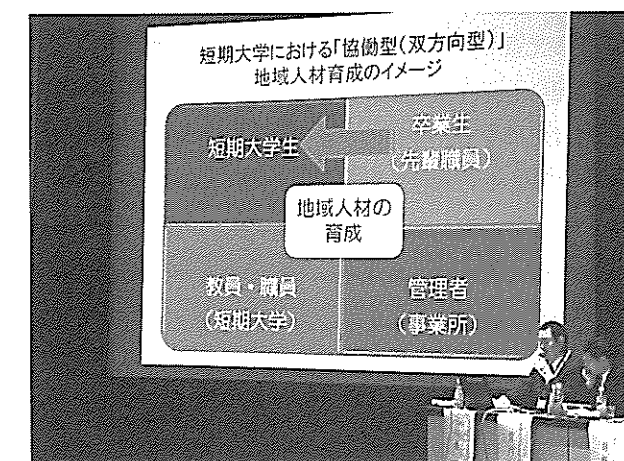 短期大学における「協働型(双方向型)」
地域人材育成のイメージ
短期大学生
卒業生
(先輩職員)
地域人材の
育成
教員・職員
(短期大学)
管理者
(事業所)